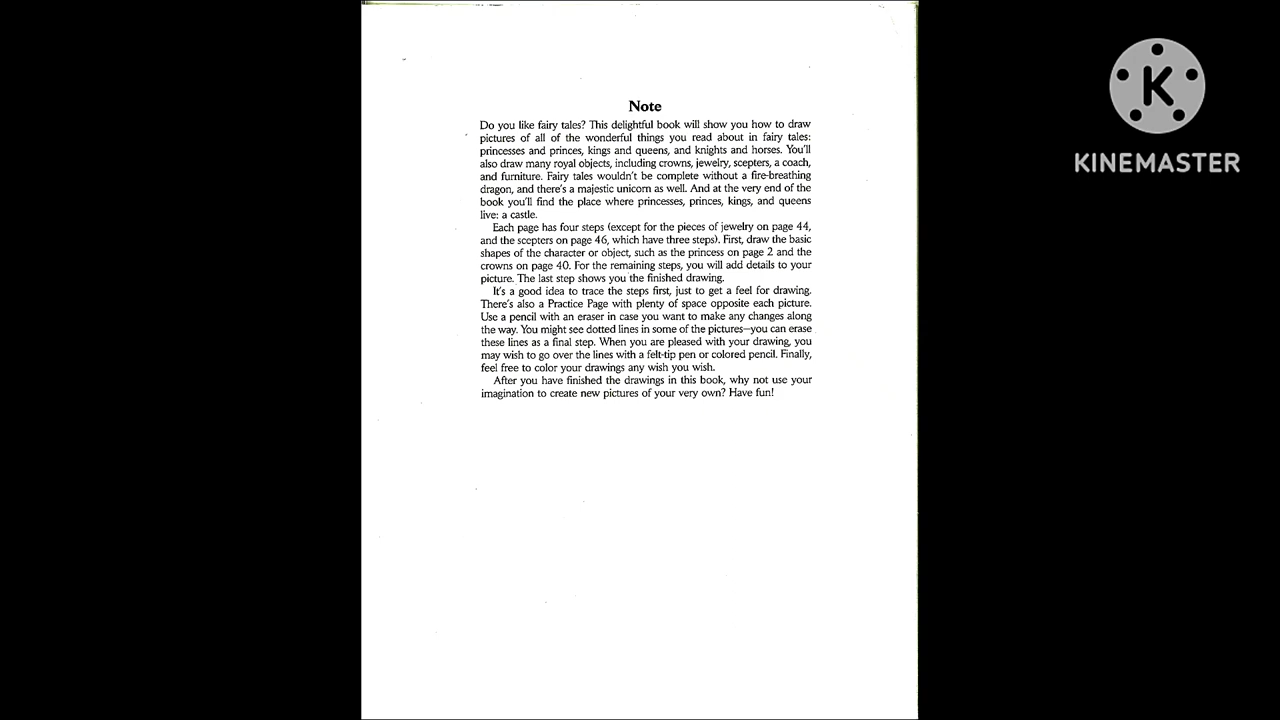 Note
Do you like fairy tales? This delightful book will show you how to draw
pictures of all of the wonderful things you read about in fairy tales:
princesses and princes, kings and queens, and knights and horses. You'll
also draw many royal objects, including crowns, jewelry, scepters, a coach,
and furniture. Fairy tales wouldn't be complete without a fire-breathing
dragon, and there's a majestic unicorn as well. And at the very end of the
book you'll find the place where princesses, princes, kings, and queens
live: a castle.
Each page has four steps (except for the pieces of jewelry on page 44,
and the scepters on page 46, which have three steps). First, draw the basic
shapes of the character or object, such as the princess on page 2 and the
crowns on page 40. For the remaining steps, you will add details to your
picture. The last step shows you the finished drawing.
It's a good idea to trace the steps first, just to get a feel for drawing.
There's also a Practice Page with plenty of space opposite each picture.
Use a pencil with an eraser in case you want to make any changes along
the way. You might see dotted lines in some of the pictures—you can erase
these lines as a final step. When you are pleased with your drawing, you
may wish to go over the lines with a felt-tip pen or colored pencil. Finally,
feel free to color your drawings any wish you wish.
After you have finished the drawings in this book, why not use your
imagination to create new pictures of your very own? Have fun!
K
KINEMASTER